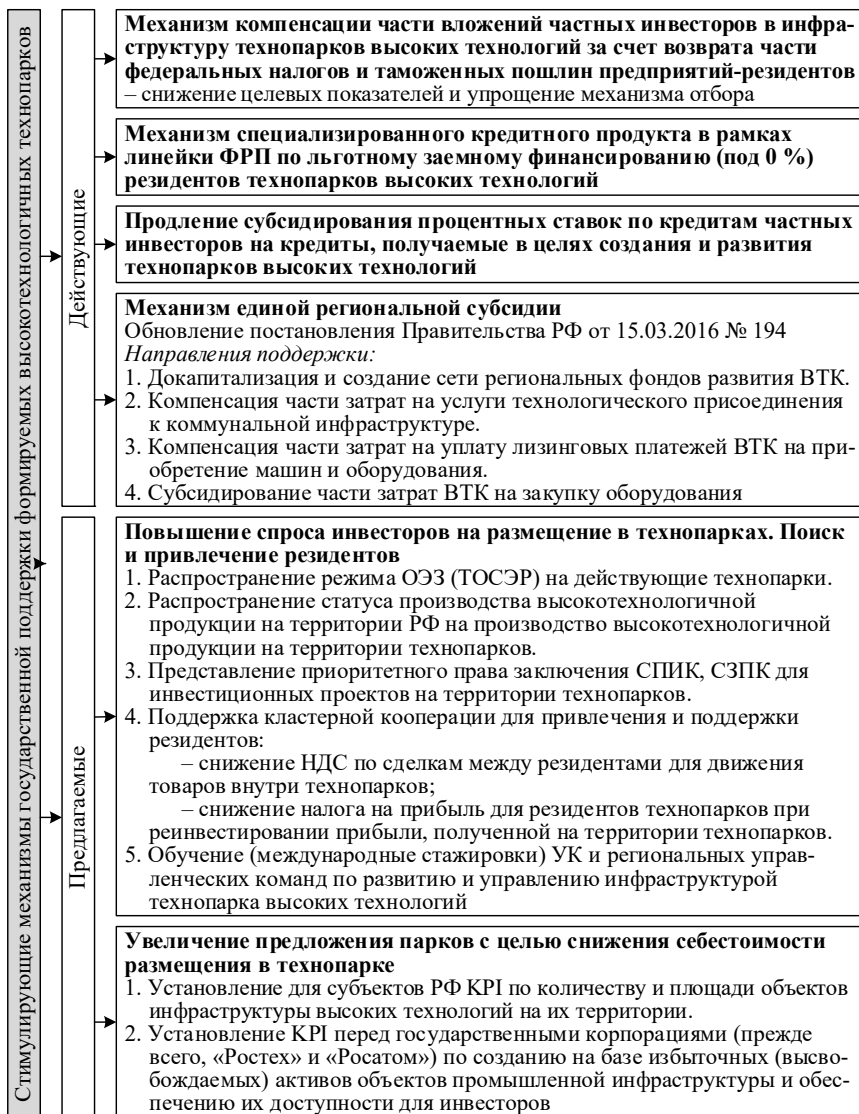 Стимулирующие механизмы государственной поддержки формируемых высокотехнологичных технопарков
Действующие
Механизм компенсации части вложений частных инвесторов в инфра-
структуру технопарков высоких технологий за счет возврата части
федеральных налогов и таможенных пошлин предприятий-резидентов
– снижение целевых показателей и упрощение механизма отбора
Механизм специализированного кредитного продукта в рамках
линейки ФРП по льготному заемному финансированию (под 0 %)
резидентов технопарков высоких технологий
Продление субсидирования процентных ставок по кредитам частных
инвесторов на кредиты, получаемые в целях создания и развития
технопарков высоких технологий
Механизм единой региональной субсидии
Обновление постановления Правительства РФ от 15.03.2016 № 194
Направления поддержки:
1. Докапитализация и создание сети региональных фондов развития ВТК.
2. Компенсация части затрат на услуги технологического присоединения
к коммунальной инфраструктуре.
3. Компенсация части затрат на уплату лизинговых платежей ВТК на при-
обретение машин и оборудования.
4. Субсидирование части затрат ВТК на закупку оборудования
Предлагаемые
Повышение спроса инвесторов на размещение в технопарках. Поиск
и привлечение резидентов
1. Распространение режима ОЭЗ (ТОСЭР) на действующие технопарки.
2. Распространение статуса производства высокотехнологичной
продукции на территории РФ на производство высокотехнологичной
продукции на территории технопарков.
3. Представление приоритетного права заключения СПИК, СЗПК для
инвестиционных проектов на территории технопарков.
4. Поддержка кластерной кооперации для привлечения и поддержки
резидентов:
– снижение НДС по сделкам между резидентами для движения
товаров внутри технопарков;
– снижение налога на прибыль для резидентов технопарков при
реинвестировании прибыли, полученной на территории технопарков.
5. Обучение (международные стажировки) УК и региональных управ-
ленческих команд по развитию и управлению инфраструктурой
технопарка высоких технологий
Увеличение предложения парков с целью снижения себестоимости
размещения в технопарке
1. Установление для субъектов РФ KPI по количеству и площади объектов
инфраструктуры высоких технологий на их территории.
2. Установление KPI перед государственными корпорациями (прежде
всего, «Ростех» и «Росатом») по созданию на базе избыточных (высво-
бождаемых) активов объектов промышленной инфраструктуры и обес-
печению их доступности для инвесторов